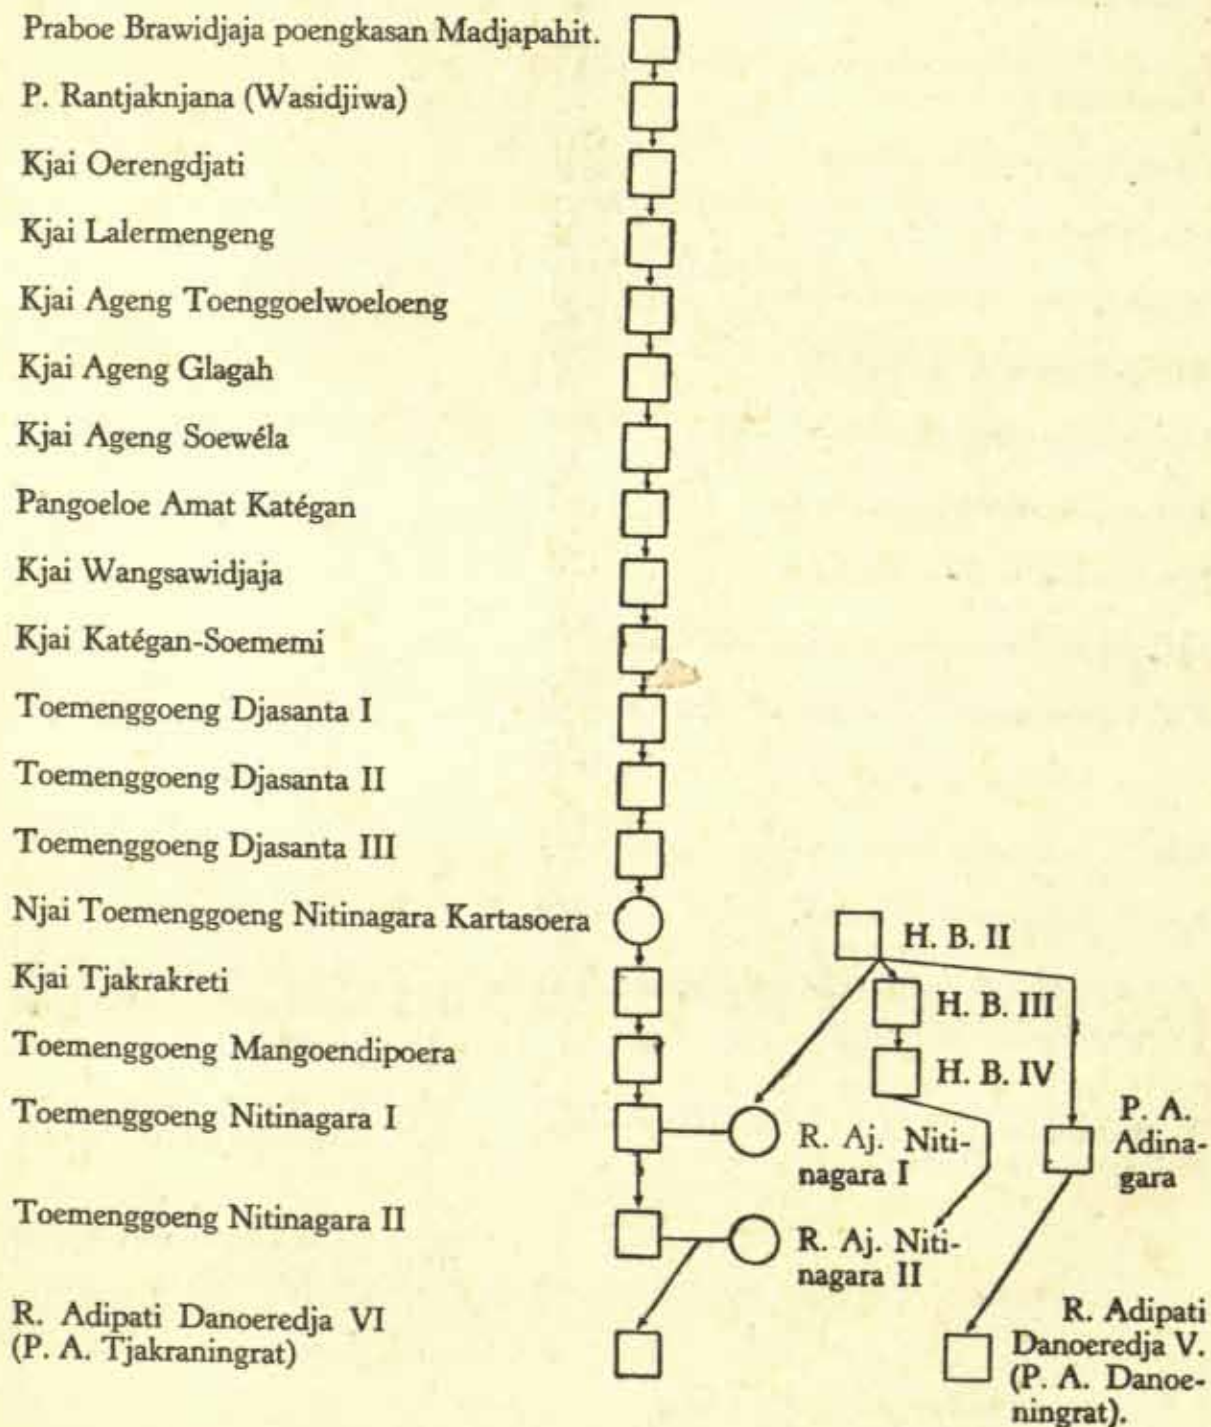 Praboe Brawidjaja poengkasan Madjapahit.
P. Rantjaknjana (Wasidjiwa)
Kjai Oerengdjati
Kjai Lalermengeng
Kjai Ageng Toenggoelwoeloeng
Kjai Ageng Glagah
Kjai Ageng Soewéla
Pangoeloe Amat Katégan
Kjai Wangsawidjaja
Kjai Katégan-Soememi
Toemenggoeng Djasanta I
Toemenggoeng Djasanta II
Toemenggoeng Djasanta III
Njai Toemenggoeng Nitinagara Kartasoera
Kjai Tjakrakreti
Toemenggoeng Mangoendipoera
Toemenggoeng Nitinagara I
Toemenggoeng Nitinagara II
R. Adipati Danoeredja VI
(P. A. Tjakraningrat)
H. B. II
H. B. III
H. B. IV
R. Aj. Niti-
nagara I
P. A.
Adina-
gara
R. Aj. Niti-
nagara II
R. Adipati
Danoeredja V.
(P. A. Danoe-
ningrat).